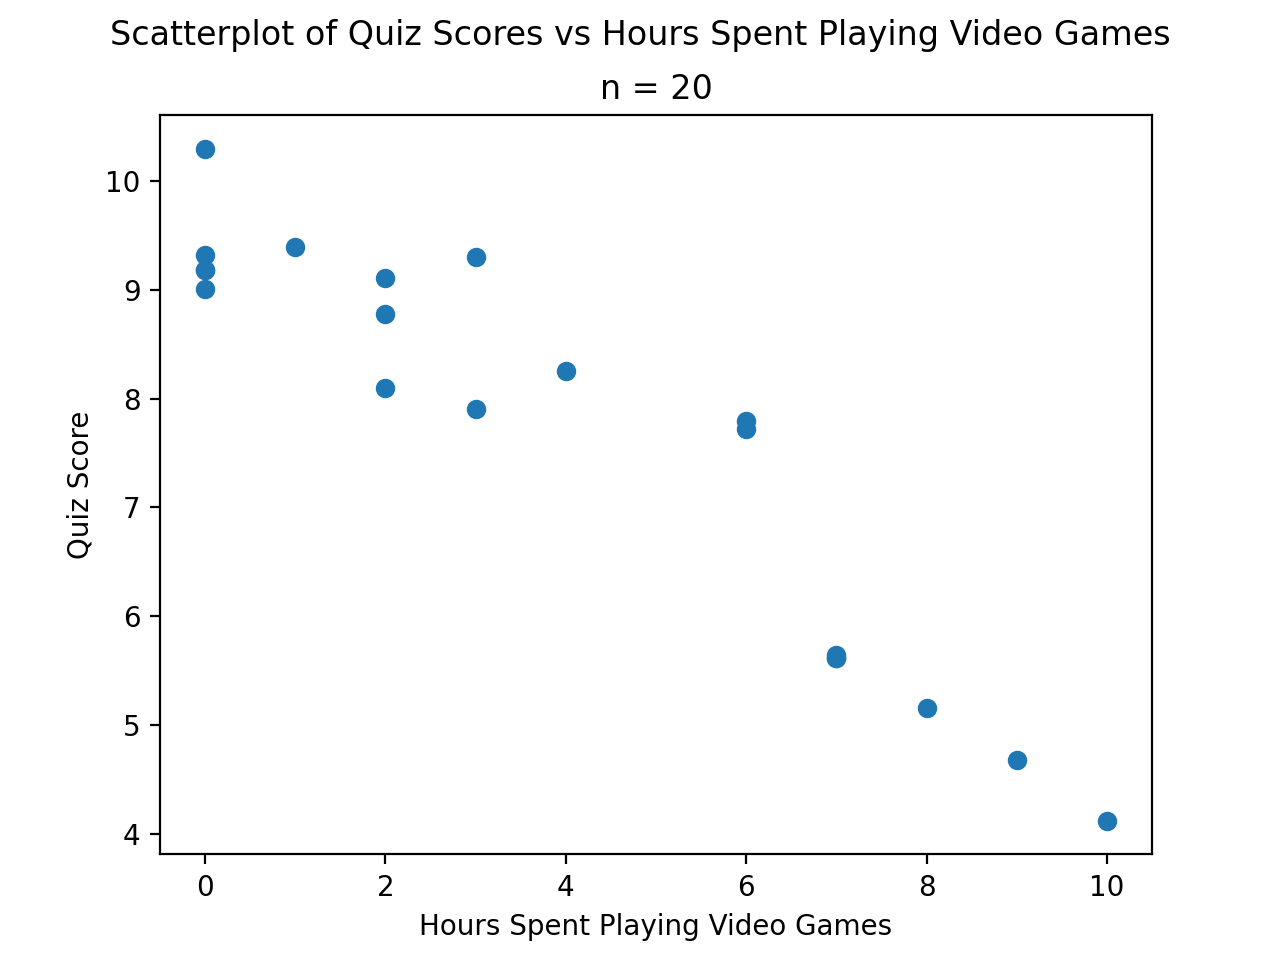 Scatterplot of Quiz Scores vs Hours Spent Playing Video Games
n = 20
10
9
8
7
6
5
4
Quiz Score
0 2 4 6 8 10
Hours Spent Playing Video Games